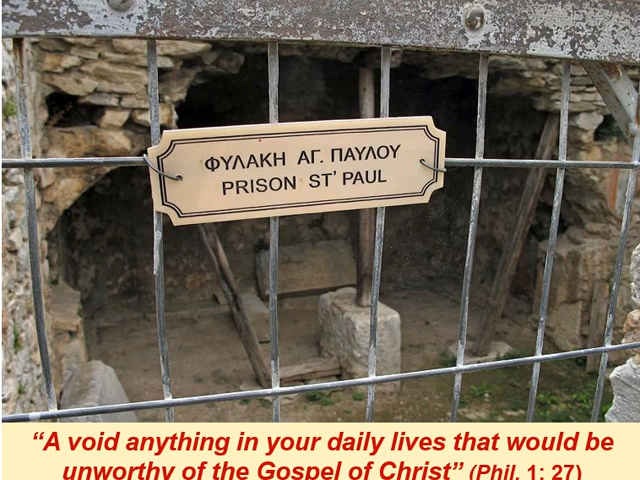 ΦΥΛΑΚΗ ΑΓ. ΠΑΥΛΟΥ
PRISON ST' PAUL
“A void anything in your daily lives that would be
unworthy of the Gospel of Christ” (Phil. 1: 27)